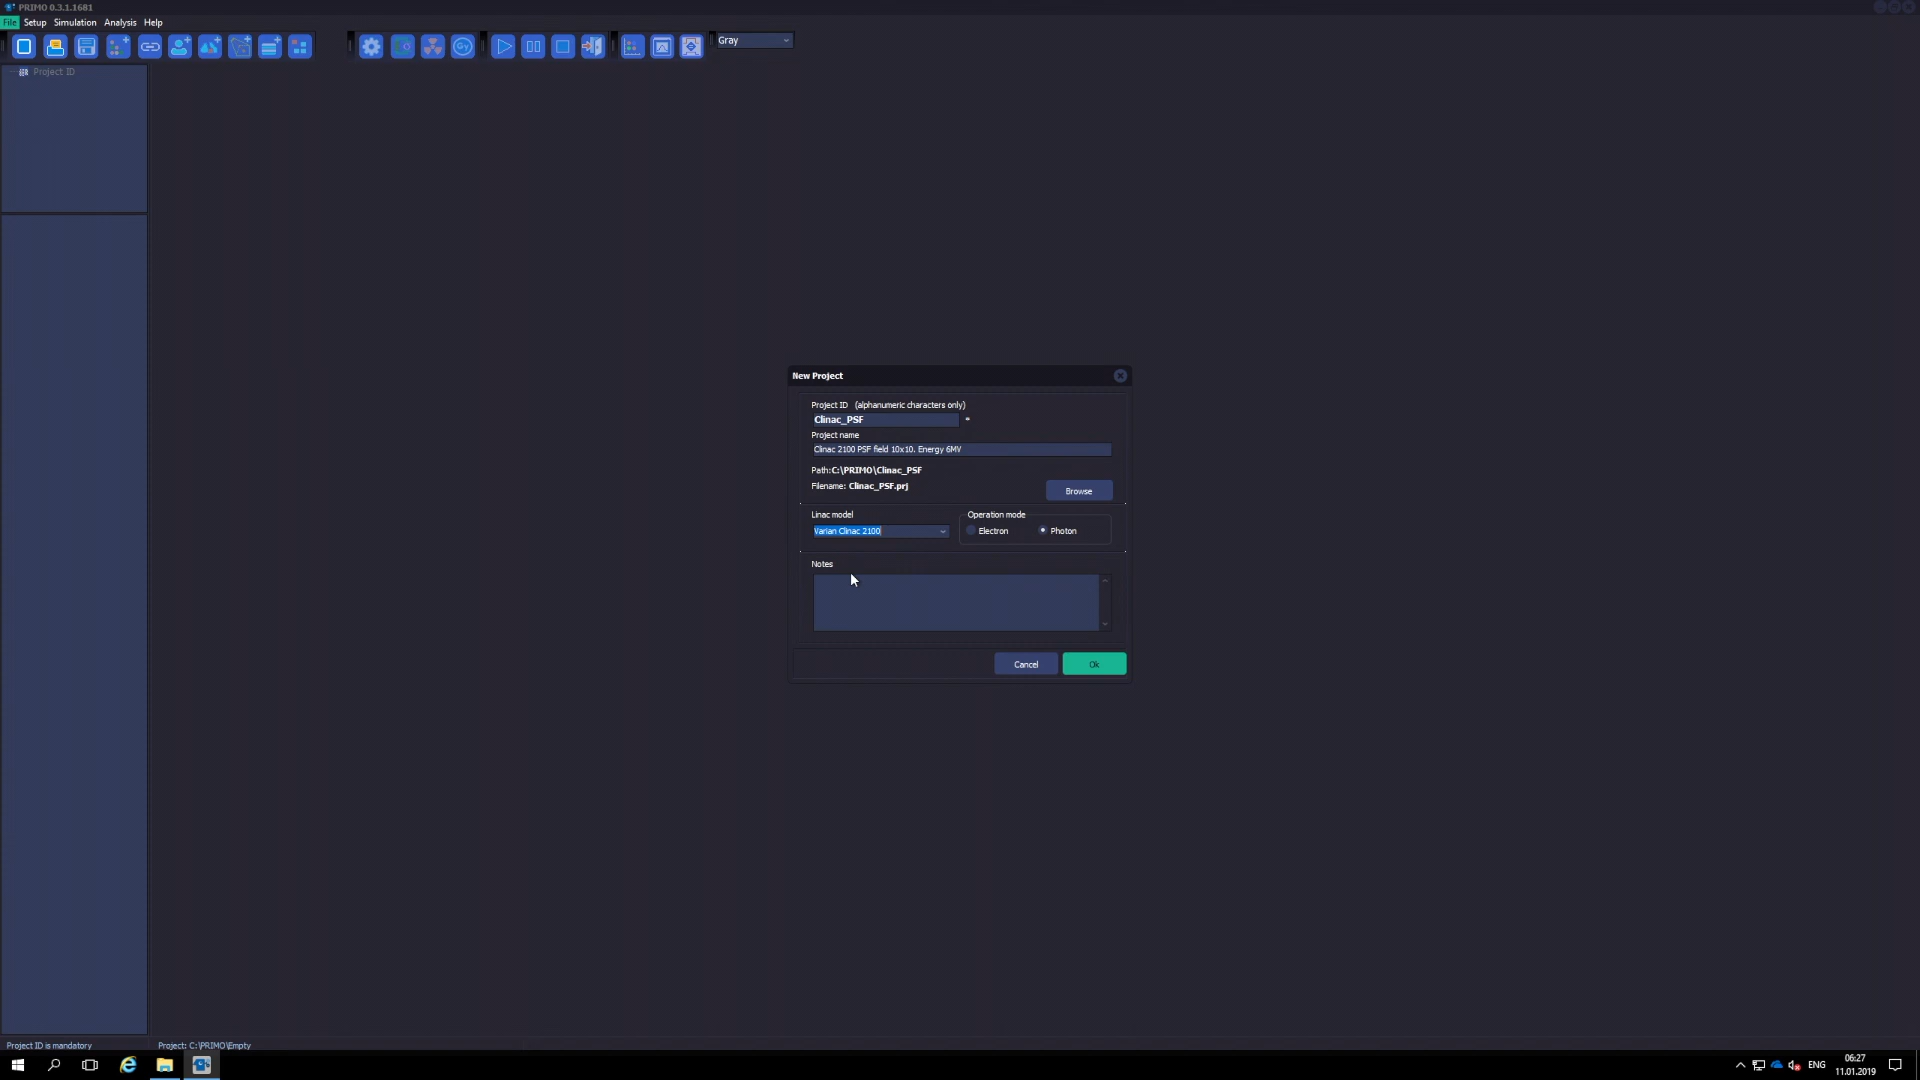 PRIMO 0.3.1.1681
File Setup Simulation Analysis Help
Gy
Gray
Project ID
New Project
Project ID (alphanumeric characters only)
Clinac_PSF *
Project name
Clinac 2100 PSF field 10x10. Energy 6MV
Path:C:\PRIMO\Clinac_PSF
Filename: Clinac_PSF.prj
Browse
Linac model
Operation mode
Varian Clinac 2100
Electron
Photon
Notes
Cancel
Ok
Project ID is mandatory
Project: C:\PRIMO\Empty
ENG
06:27
11.01.2019